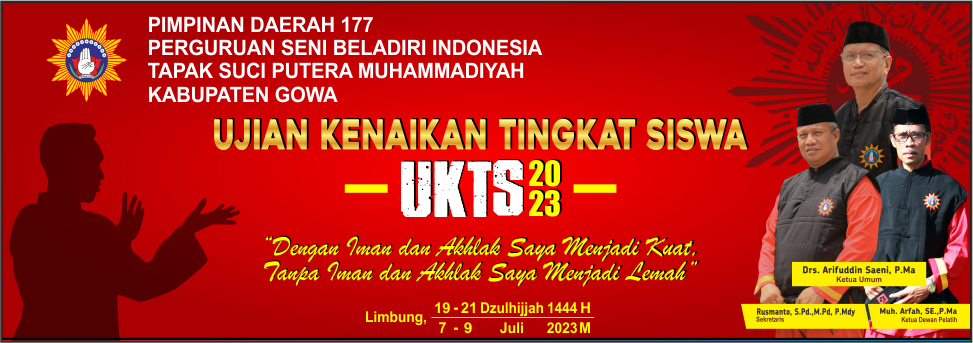 PIMPINAN DAERAH 177
PERGURUAN SENI BELADIRI INDONESIA
TAPAK SUCI PUTERA MUHAMMADIYAH
KABUPATEN GOWA
UJIAN KENAIKAN TINGKAT SISWA
UKTS 20
23
“Dengan Iman dan Akhlak Saya Menjadi Kuat,
Tanpa Iman dan Akhlak Saya Menjadi Lemah”
Limbung, 19 - 21 Dzulhijjah 1444 H
7 - 9 Juli 2023 M
Drs. Arifuddin Saeni, P.Ma
Ketua Umum
Rusmanto, S.Pd.,M.Pd, P.Mdy
Sekretaris
Muh. Arfah, SE.,P.Ma
Ketua Dewan Pelatih